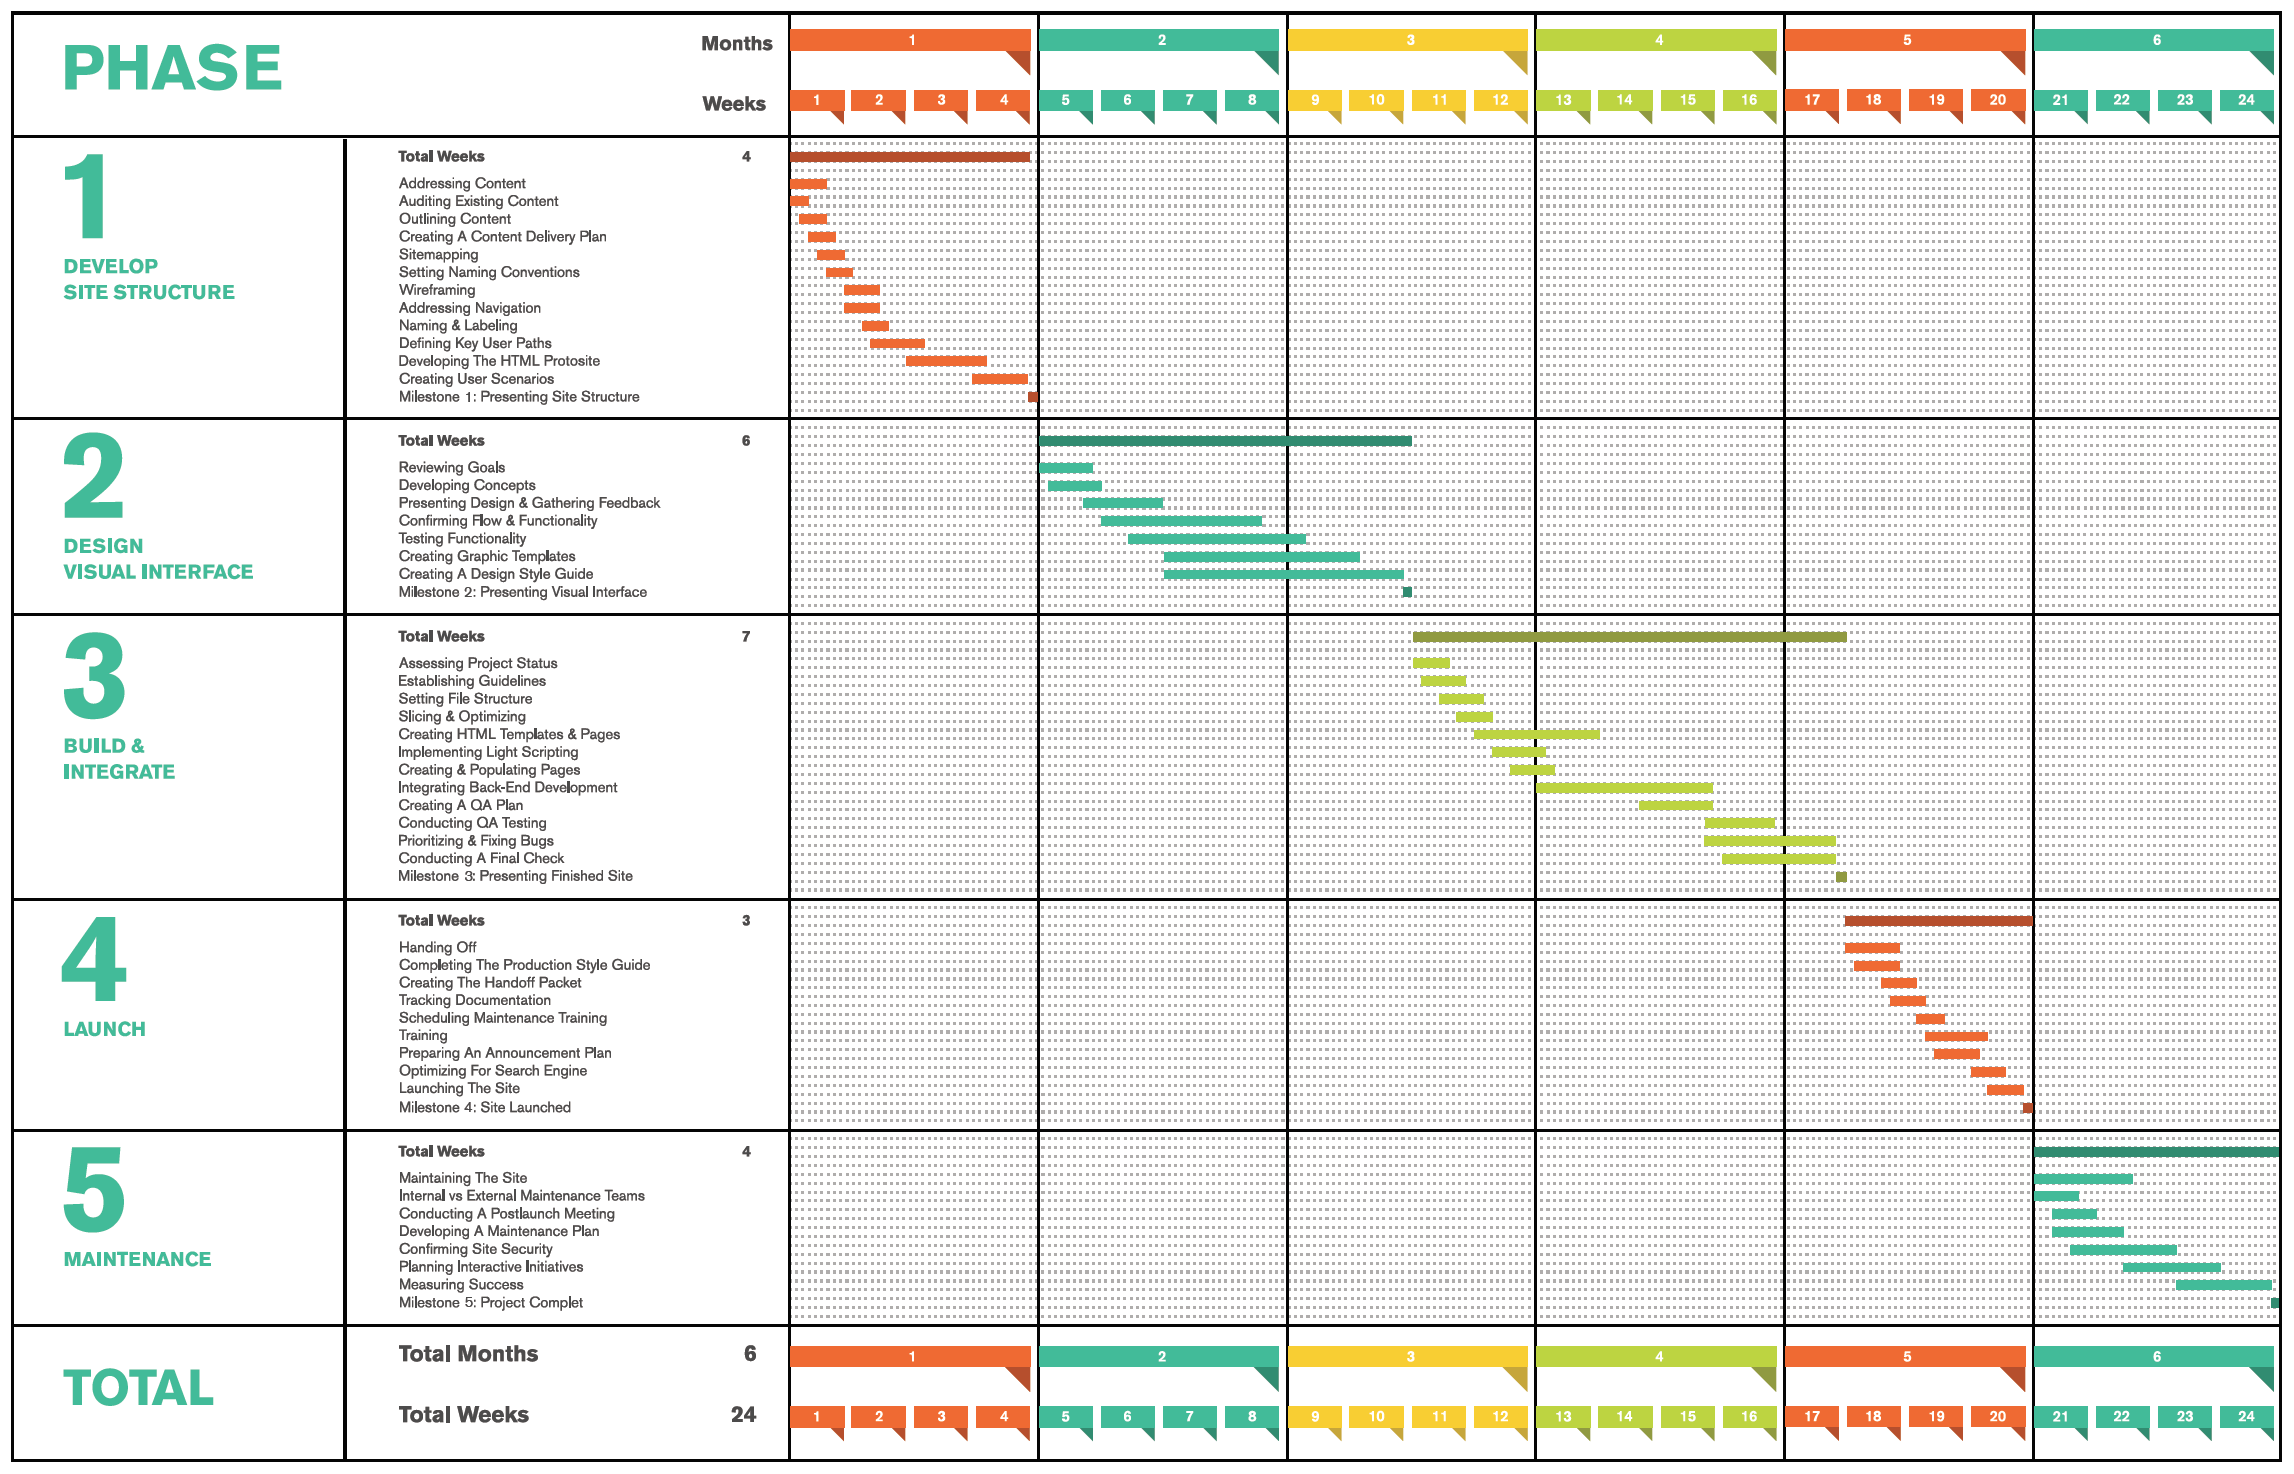 PHASE
Months 1 2 3 4 5 6
Weeks 1 2 3 4 5 6 7 8 9 10 11 12 13 14 15 16 17 18 19 20 21 22 23 24
1
DEVELOP
SITE STRUCTURE
Total Weeks 4
Addressing Content
Auditing Existing Content
Outlining Content
Creating A Content Delivery Plan
Sitemapping
Setting Naming Conventions
Wireframing
Addressing Navigation
Naming & Labeling
Defining Key User Paths
Developing The HTML Protosite
Creating User Scenarios
Milestone 1: Presenting Site Structure
2
DESIGN
VISUAL INTERFACE
Total Weeks 6
Reviewing Goals
Developing Concepts
Presenting Design & Gathering Feedback
Confirming Flow & Functionality
Testing Functionality
Creating Graphic Templates
Creating A Design Style Guide
Milestone 2: Presenting Visual Interface
3
BUILD &
INTEGRATE
Total Weeks 7
Assessing Project Status
Establishing Guidelines
Setting File Structure
Slicing & Optimizing
Creating HTML Templates & Pages
Implementing Light Scripting
Creating & Populating Pages
Integrating Back-End Development
Creating A QA Plan
Conducting QA Testing
Prioritizing & Fixing Bugs
Conducting A Final Check
Milestone 3: Presenting Finished Site
4
LAUNCH
Total Weeks 3
Handing Off
Completing The Production Style Guide
Creating The Handoff Packet
Tracking Documentation
Scheduling Maintenance Training
Training
Preparing An Announcement Plan
Optimizing For Search Engine
Launching The Site
Milestone 4: Site Launched
5
MAINTENANCE
Total Weeks 4
Maintaining The Site
Internal vs External Maintenance Teams
Conducting A Postlaunch Meeting
Developing A Maintenance Plan
Confirming Site Security
Planning Interactive Initiatives
Measuring Success
Milestone 5: Project Complet
TOTAL
Total Months 6 1 2 3 4 5 6
Total Weeks 24 1 2 3 4 5 6 7 8 9 10 11 12 13 14 15 16 17 18 19 20 21 22 23 24